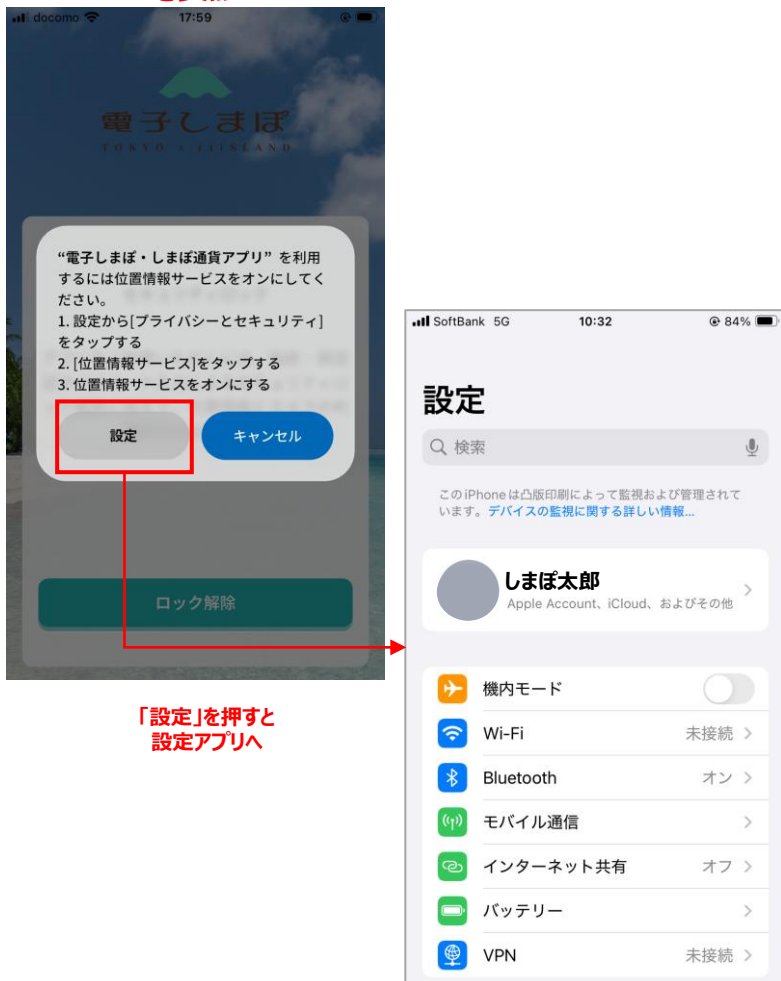 docomo 17:59
電子しまぽ
“電子しまぽ・しまぽ通貨アプリ” を利用
するには位置情報サービスをオンにしてく
ださい。
1. 設定から[プライバシーとセキュリティ]
をタップする
2. [位置情報サービス]をタップする
3. 位置情報サービスをオンにする
設定 キャンセル
ロック解除
「設定」を押すと
設定アプリへ
SoftBank 5G 10:32 84%
設定
検索
このiPhoneは凸版印刷によって監視および管理されて
います。デバイスの監視に関する詳しい情報...
しまぽ太郎
Apple Account、iCloud、およびその他
機内モード
Wi-Fi 未接続
Bluetooth オン
モバイル通信
インターネット共有 オフ
バッテリー
VPN 未接続